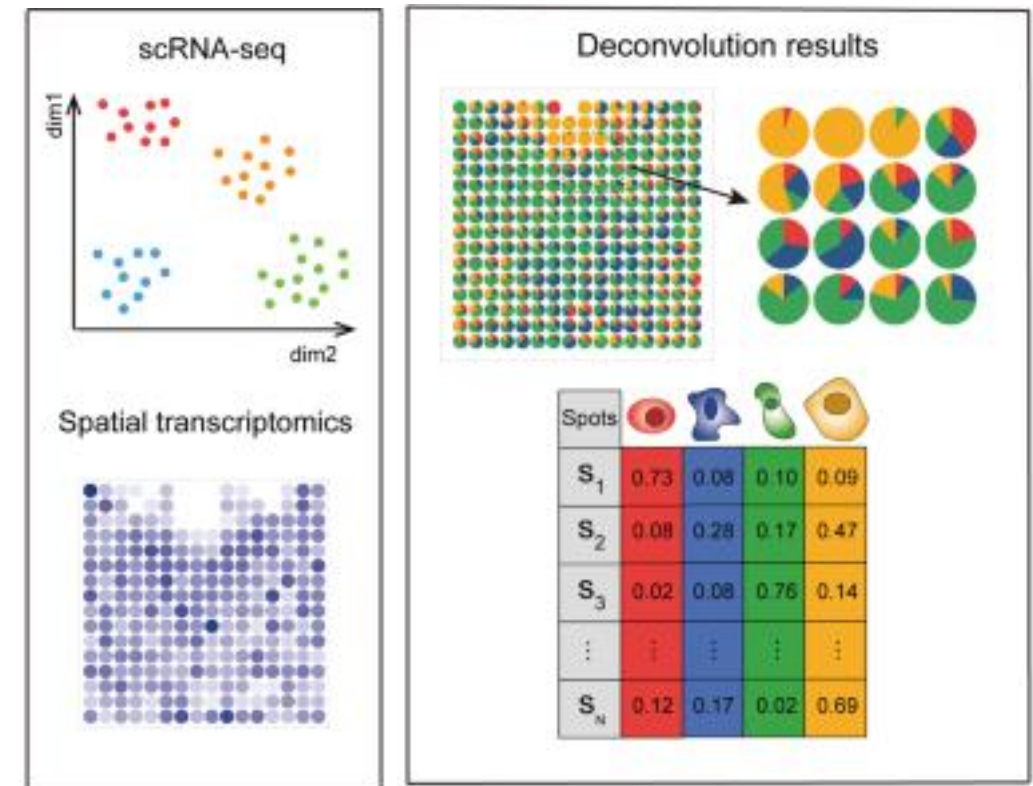 scRNA-seq
dim1
dim2
Spatial transcriptomics
Deconvolution results
Spots
S1 0.73 0.08 0.10 0.09
S2 0.08 0.28 0.17 0.47
S3 0.02 0.08 0.76 0.14
⋮ ⋮ ⋮ ⋮ ⋮
SN 0.12 0.17 0.02 0.69